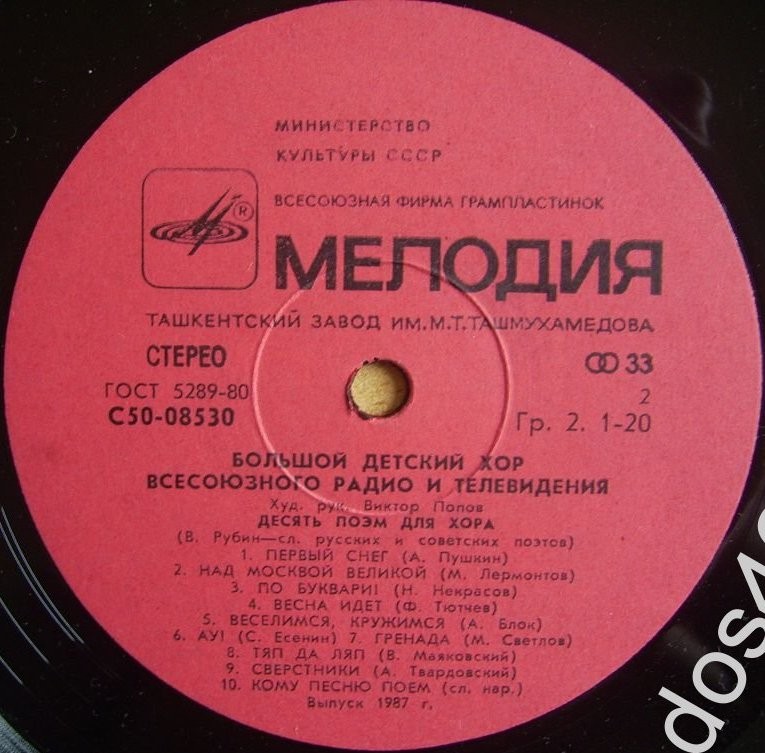 МИНИСТЕРСТВО
КУЛЬТУРЫ СССР
ВСЕСОЮЗНАЯ ФИРМА ГРАМПЛАСТИНОК
®
МЕЛОДИЯ
ТАШКЕНТСКИЙ ЗАВОД ИМ. М.Т. ТАШМУХАМЕДОВА
СТЕРЕО
33
ГОСТ 5289-80
2
С50-08530
Гр. 2. 1-20
БОЛЬШОЙ ДЕТСКИЙ ХОР
ВСЕСОЮЗНОГО РАДИО И ТЕЛЕВИДЕНИЯ
Худ. рук. Виктор Попов
ДЕСЯТЬ ПОЭМ ДЛЯ ХОРА
(В. Рубин—сл. русских и советских поэтов)
1. ПЕРВЫЙ СНЕГ (А. Пушкин)
2. НАД МОСКВОЙ ВЕЛИКОЙ (М. Лермонтов)
3. ПО БУКВАРИ! (Н. Некрасов)
4. ВЕСНА ИДЕТ (Ф. Тютчев)
5. ВЕСЕЛИМСЯ, КРУЖИМСЯ (А. Блок)
6. АУ! (С. Есенин) 7. ГРЕНАДА (М. Светлов)
8. ТЯП ДА ЛЯП (В. Маяковский)
9. СВЕРСТНИКИ (А. Твардовский)
10. КОМУ ПЕСНЮ ПОЕМ (сл. нар.)
Выпуск 1987 г.